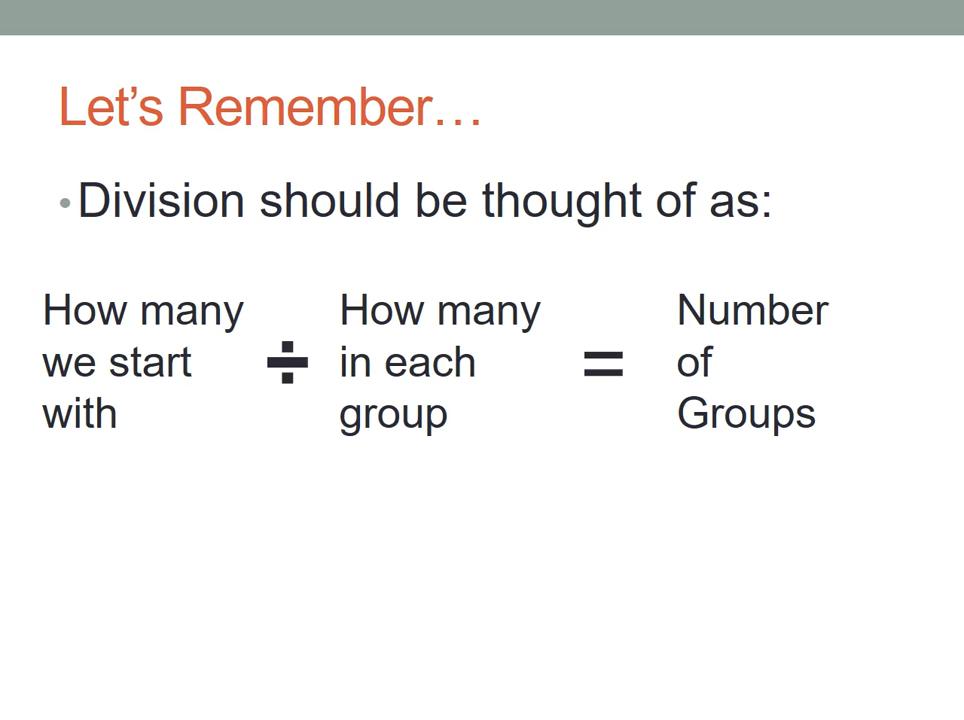 Let's Remember…
•Division should be thought of as:
How many
we start
with
÷
How many
in each
group
=
Number
of
Groups